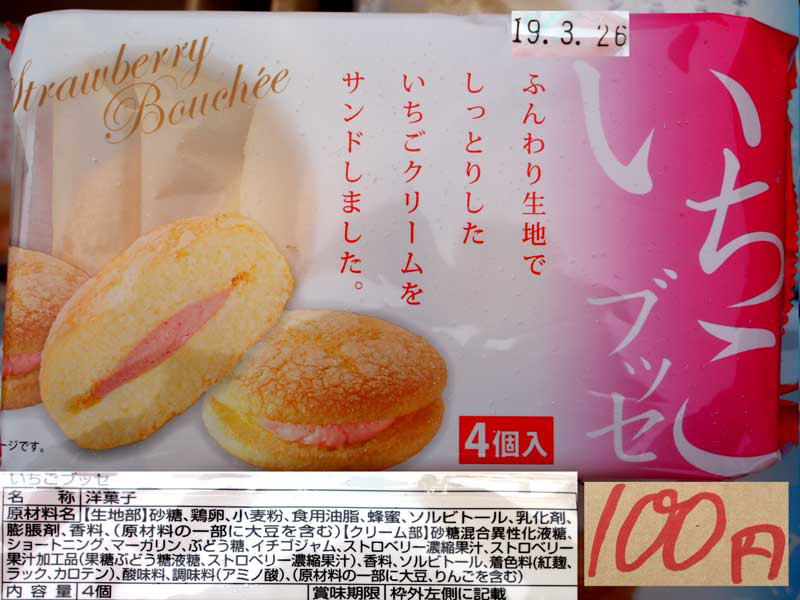 19.3.26
Strawberry
Bouchée
いちご
ブッセ
ふんわり生地で
しっとりした
いちごクリームを
サンドしました。
4個入
ージです。
いちごブッセ
名 称 洋菓子
原材料名 【生地部】砂糖、鶏卵、小麦粉、食用油脂、蜂蜜、ソルビトール、乳化剤、
膨脹剤、香料、(原材料の一部に大豆を含む)【クリーム部】砂糖混合異性化液糖、
ショートニング、マーガリン、ぶどう糖、イチゴジャム、ストロベリー濃縮果汁、ストロベリー
果汁加工品(果糖ぶどう糖液糖、ストロベリー濃縮果汁)、香料、ソルビトール、着色料(紅麹、
ラック、カロテン)、酸味料、調味料(アミノ酸)、(原材料の一部に大豆、りんごを含む)
内 容 量 4個 賞味期限 枠外左側に記載
100円